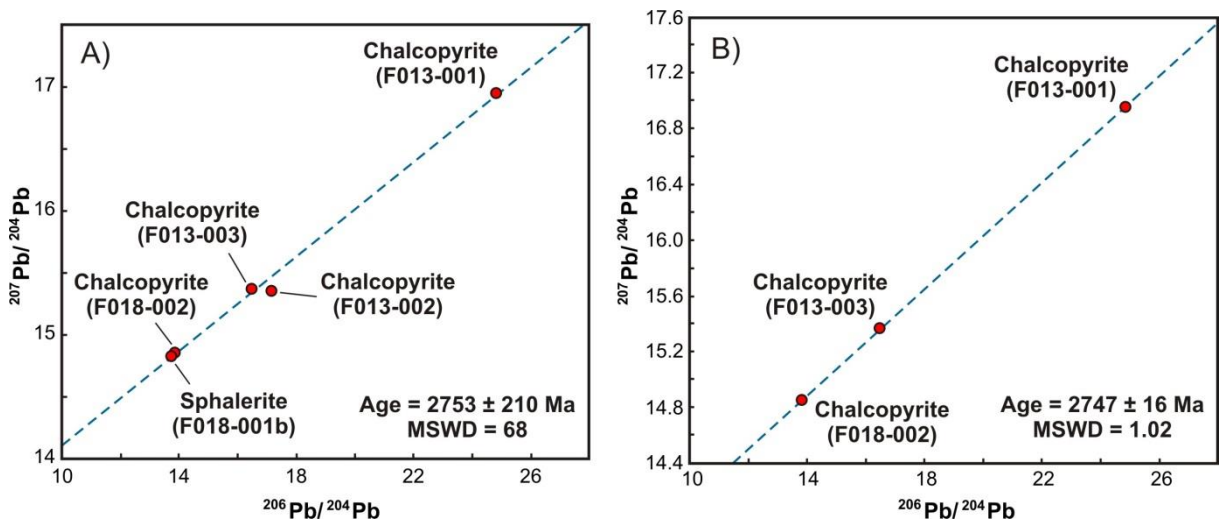 A)
Chalcopyrite
(F013-001)
Chalcopyrite
(F013-003)
Chalcopyrite
(F018-002)
Chalcopyrite
(F013-002)
Sphalerite
(F018-001b)
Age = 2753 ± 210 Ma
MSWD = 68
17
16
15
14
²⁰⁷Pb/ ²⁰⁴Pb
10 14 18 22 26
²⁰⁶Pb/ ²⁰⁴Pb
B)
Chalcopyrite
(F013-001)
Chalcopyrite
(F013-003)
Chalcopyrite
(F018-002)
Age = 2747 ± 16 Ma
MSWD = 1.02
17.6
17.2
16.8
16.4
16.0
15.6
15.2
14.8
14.4
²⁰⁷Pb/ ²⁰⁴Pb
10 14 18 22 26
²⁰⁶Pb/ ²⁰⁴Pb